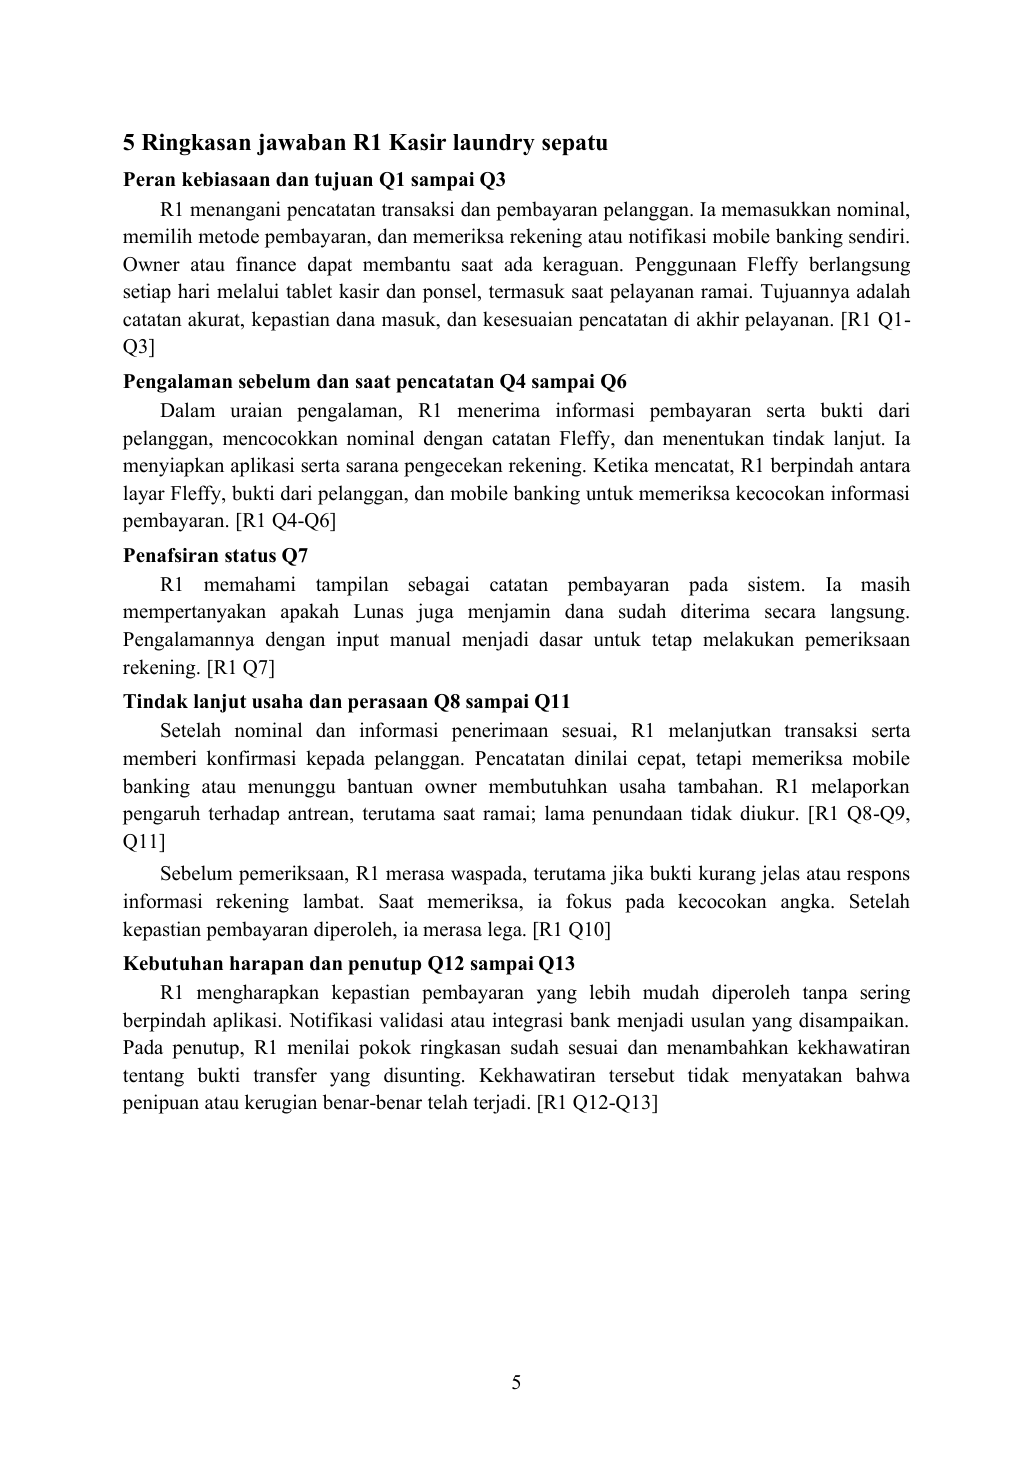 5 Ringkasan jawaban R1 Kasir laundry sepatu
Peran kebiasaan dan tujuan Q1 sampai Q3
R1 menangani pencatatan transaksi dan pembayaran pelanggan. Ia memasukkan nominal,
memilih metode pembayaran, dan memeriksa rekening atau notifikasi mobile banking sendiri.
Owner atau finance dapat membantu saat ada keraguan. Penggunaan Fleffy berlangsung
setiap hari melalui tablet kasir dan ponsel, termasuk saat pelayanan ramai. Tujuannya adalah
catatan akurat, kepastian dana masuk, dan kesesuaian pencatatan di akhir pelayanan. [R1 Q1-
Q3]
Pengalaman sebelum dan saat pencatatan Q4 sampai Q6
Dalam uraian pengalaman, R1 menerima informasi pembayaran serta bukti dari
pelanggan, mencocokkan nominal dengan catatan Fleffy, dan menentukan tindak lanjut. Ia
menyiapkan aplikasi serta sarana pengecekan rekening. Ketika mencatat, R1 berpindah antara
layar Fleffy, bukti dari pelanggan, dan mobile banking untuk memeriksa kecocokan informasi
pembayaran. [R1 Q4-Q6]
Penafsiran status Q7
R1 memahami tampilan sebagai catatan pembayaran pada sistem. Ia masih
mempertanyakan apakah Lunas juga menjamin dana sudah diterima secara langsung.
Pengalamannya dengan input manual menjadi dasar untuk tetap melakukan pemeriksaan
rekening. [R1 Q7]
Tindak lanjut usaha dan perasaan Q8 sampai Q11
Setelah nominal dan informasi penerimaan sesuai, R1 melanjutkan transaksi serta
memberi konfirmasi kepada pelanggan. Pencatatan dinilai cepat, tetapi memeriksa mobile
banking atau menunggu bantuan owner membutuhkan usaha tambahan. R1 melaporkan
pengaruh terhadap antrean, terutama saat ramai; lama penundaan tidak diukur. [R1 Q8-Q9,
Q11]
Sebelum pemeriksaan, R1 merasa waspada, terutama jika bukti kurang jelas atau respons
informasi rekening lambat. Saat memeriksa, ia fokus pada kecocokan angka. Setelah
kepastian pembayaran diperoleh, ia merasa lega. [R1 Q10]
Kebutuhan harapan dan penutup Q12 sampai Q13
R1 mengharapkan kepastian pembayaran yang lebih mudah diperoleh tanpa sering
berpindah aplikasi. Notifikasi validasi atau integrasi bank menjadi usulan yang disampaikan.
Pada penutup, R1 menilai pokok ringkasan sudah sesuai dan menambahkan kekhawatiran
tentang bukti transfer yang disunting. Kekhawatiran tersebut tidak menyatakan bahwa
penipuan atau kerugian benar-benar telah terjadi. [R1 Q12-Q13]
5